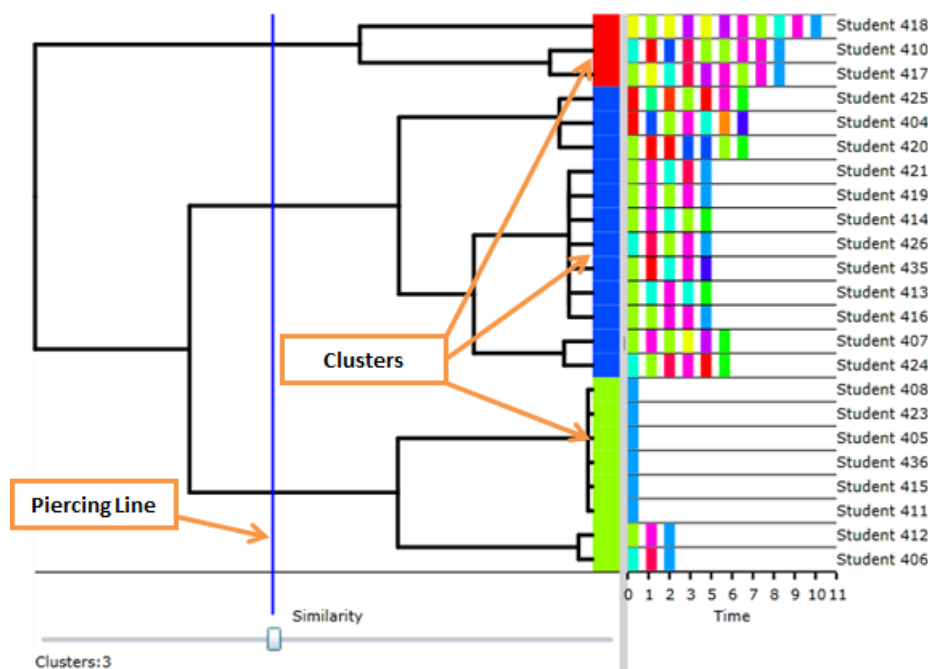 Student 418
Student 410
Student 417
Student 425
Student 404
Student 420
Student 421
Student 419
Student 414
Student 426
Student 435
Student 413
Student 416
Student 407
Student 424
Student 408
Student 423
Student 405
Student 436
Student 415
Student 411
Student 412
Student 406
Clusters
Piercing Line
0 1 2 3 4 5 6 7 8 9 10 11
Time
Similarity
Clusters:3